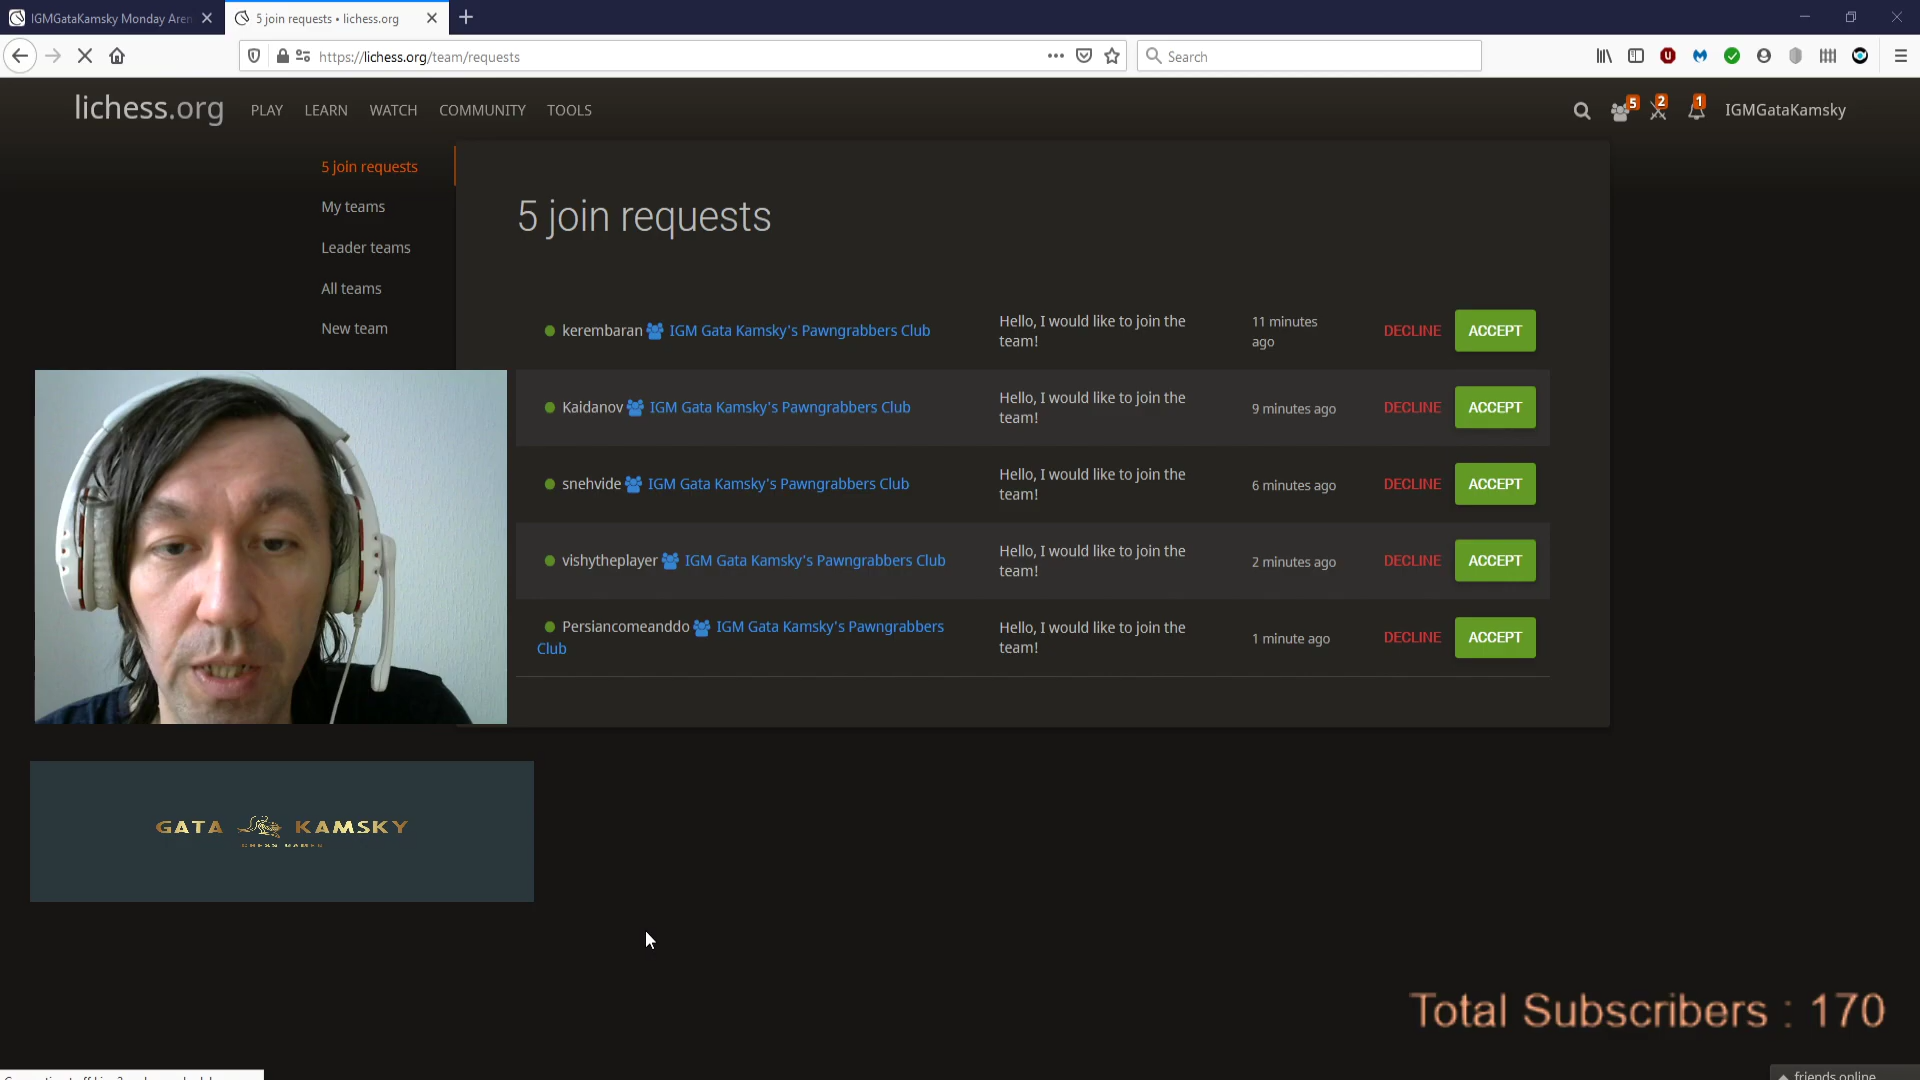 IGMGataKamsky Monday Aren
5 join requests • lichess.org
https://lichess.org/team/requests
Search
lichess.org
PLAY
LEARN
WATCH
COMMUNITY
TOOLS
5
2
1
IGMGataKamsky
5 join requests
My teams
Leader teams
All teams
New team
5 join requests
kerembaran IGM Gata Kamsky's Pawngrabbers Club
Hello, I would like to join the
team!
11 minutes
ago
DECLINE
ACCEPT
Kaidanov IGM Gata Kamsky's Pawngrabbers Club
Hello, I would like to join the
team!
9 minutes ago
DECLINE
ACCEPT
snehvide IGM Gata Kamsky's Pawngrabbers Club
Hello, I would like to join the
team!
6 minutes ago
DECLINE
ACCEPT
vishytheplayer IGM Gata Kamsky's Pawngrabbers Club
Hello, I would like to join the
team!
2 minutes ago
DECLINE
ACCEPT
Persiancomeanddo IGM Gata Kamsky's Pawngrabbers
Club
Hello, I would like to join the
team!
1 minute ago
DECLINE
ACCEPT
GATA KAMSKY
Total Subscribers : 170
friends online